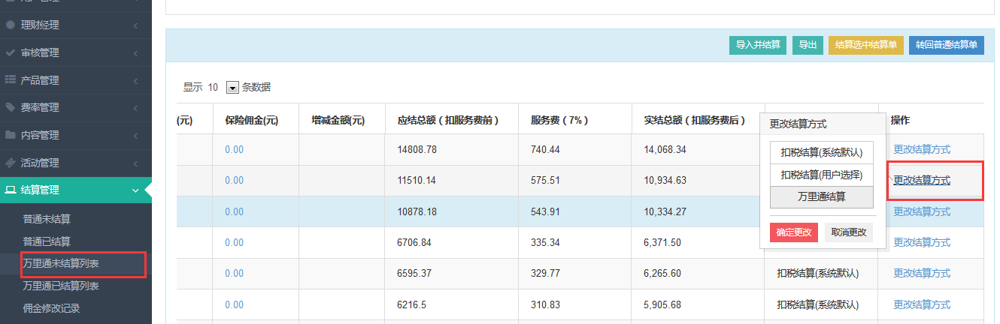 理财经理
审核管理
产品管理
费率管理
内容管理
活动管理
结算管理
普通未结算
普通已结算
万里通未结算列表
万里通已结算列表
佣金修改记录
导入并结算 导出 结算选中结算单 转回普通结算单
显示 10 条数据
(元) 保险佣金(元) 增减金额(元) 应结总额（扣服务费前） 服务费（7%） 实结总额（扣服务费后） 操作
0.00 14808.78 740.44 14,068.34 更改结算方式
0.00 11510.14 575.51 10,934.63 更改结算方式
0.00 10878.18 543.91 10,334.27 更改结算方式
0.00 6706.84 335.34 6,371.50 更改结算方式
0.00 6595.37 329.77 6,265.60 扣税结算(系统默认) 更改结算方式
0.00 6216.5 310.83 5,905.68 扣税结算(系统默认) 更改结算方式
更改结算方式
扣税结算(系统默认)
扣税结算(用户选择)
万里通结算
确定更改 取消更改